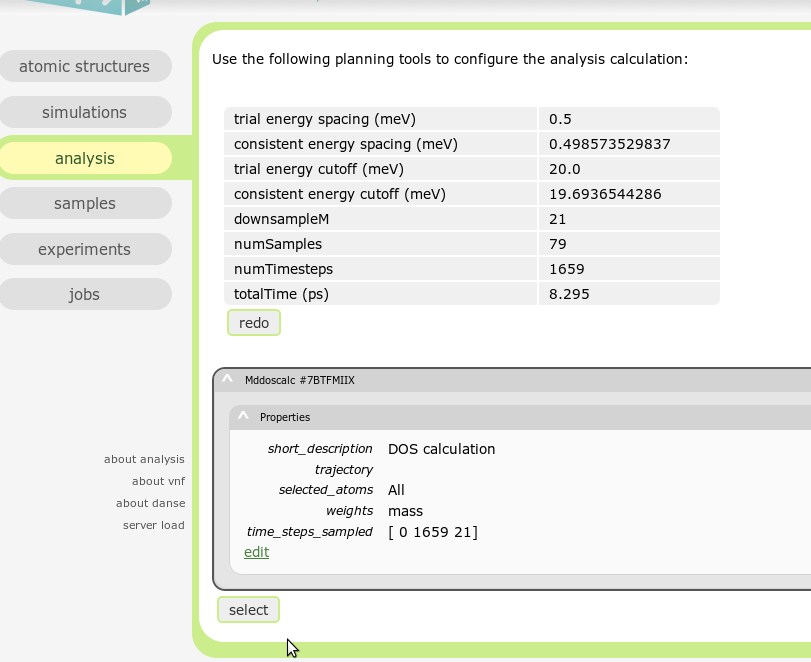 Use the following planning tools to configure the analysis calculation:
atomic structures
simulations
analysis
samples
experiments
jobs
about analysis
about vnf
about danse
server load
trial energy spacing (meV) 0.5
consistent energy spacing (meV) 0.498573529837
trial energy cutoff (meV) 20.0
consistent energy cutoff (meV) 19.6936544286
downsampleM 21
numSamples 79
numTimesteps 1659
totalTime (ps) 8.295
redo
Mddoscalc #7BTFMIIX
Properties
short_description DOS calculation
trajectory
selected_atoms All
weights mass
time_steps_sampled [ 0 1659 21]
edit
select